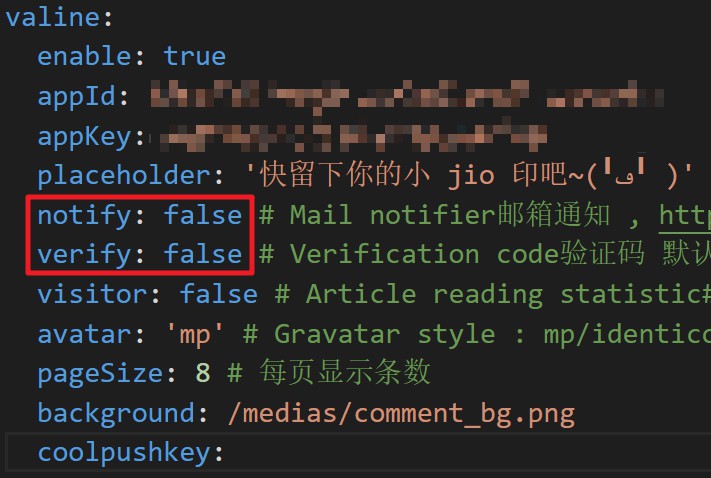 valine:
enable: true
appId:
appKey:
placeholder: '快留下你的小 jio 印吧~(╹ڡ╹ )'
notify: false # Mail notifier邮箱通知 , http
verify: false # Verification code验证码 默认
visitor: false # Article reading statistic#
avatar: 'mp' # Gravatar style : mp/identico
pageSize: 8 # 每页显示条数
background: /medias/comment_bg.png
coolpushkey: